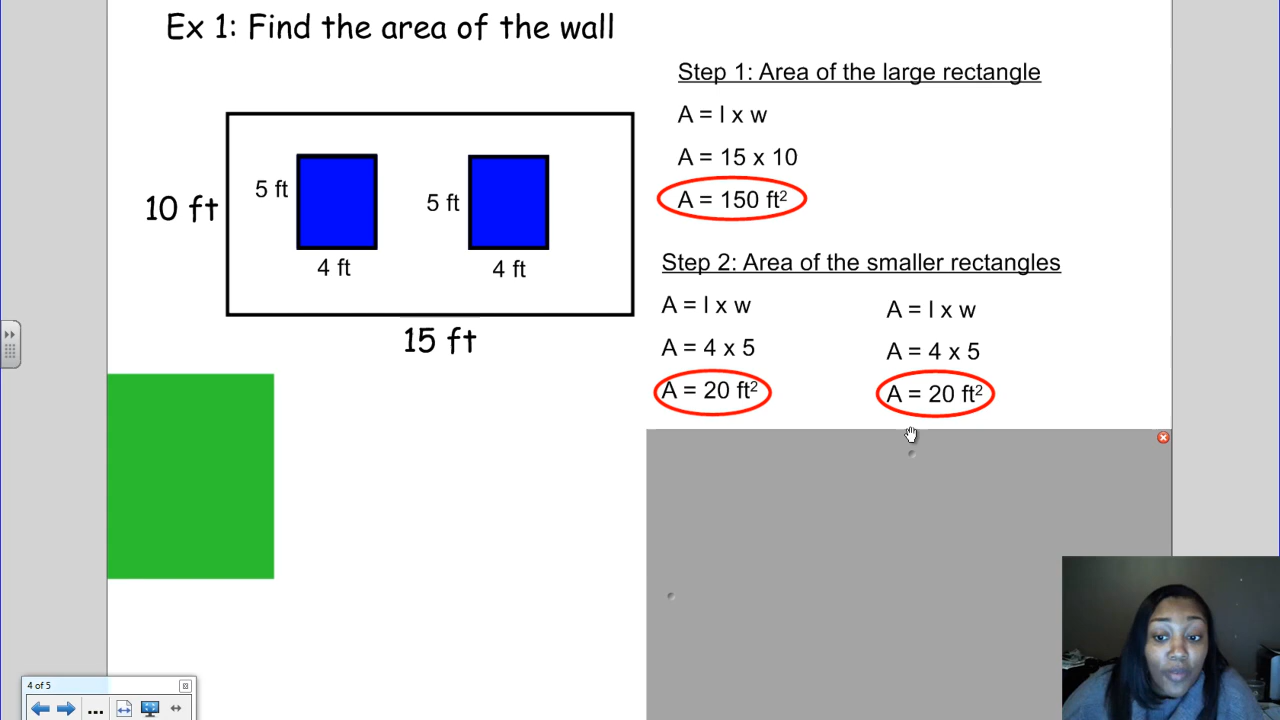 Ex 1: Find the area of the wall
10 ft
5 ft
4 ft
5 ft
4 ft
15 ft
Step 1: Area of the large rectangle
A = l x w
A = 15 x 10
A = 150 ft²
Step 2: Area of the smaller rectangles
A = l x w
A = 4 x 5
A = 20 ft²
A = l x w
A = 4 x 5
A = 20 ft²
4 of 5